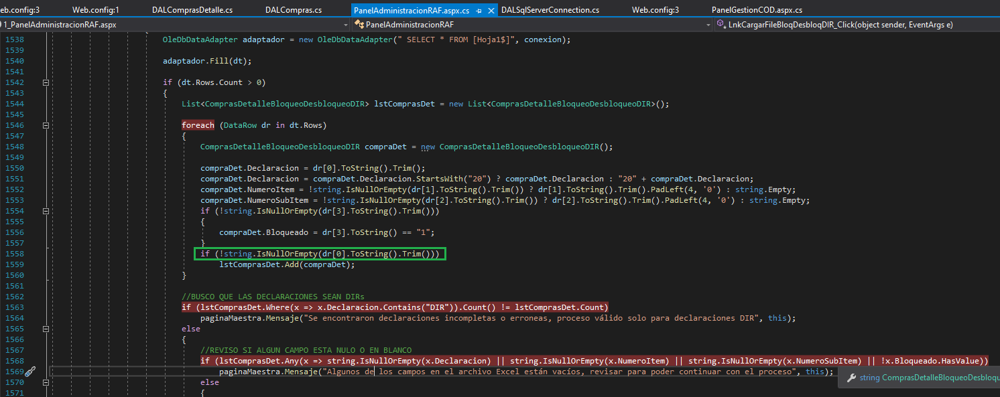 eb.config:3 Web.config:1 DALComprasDetalle.cs DALCompras.cs PanelAdministracionRAF.aspx.cs DALSqlServerConnection.cs Web.config:3 PanelGestionCOD.aspx.cs
1_PanelAdministracionRAF.aspx PanelAdministracionRAF LnkCargarFileBloqDesbloqDIR_Click(object sender, EventArgs e)
1538 OleDbDataAdapter adaptador = new OleDbDataAdapter(" SELECT * FROM [Hoja1$]", conexion);
1539
1540 adaptador.Fill(dt);
1541
1542 if (dt.Rows.Count > 0)
1543 {
1544 List<ComprasDetalleBloqueoDesbloqueoDIR> lstComprasDet = new List<ComprasDetalleBloqueoDesbloqueoDIR>();
1545
1546 foreach (DataRow dr in dt.Rows)
1547 {
1548 ComprasDetalleBloqueoDesbloqueoDIR compraDet = new ComprasDetalleBloqueoDesbloqueoDIR();
1549
1550 compraDet.Declaracion = dr[0].ToString().Trim();
1551 compraDet.Declaracion = compraDet.Declaracion.StartsWith("20") ? compraDet.Declaracion : "20" + compraDet.Declaracion;
1552 compraDet.NumeroItem = !string.IsNullOrEmpty(dr[1].ToString().Trim()) ? dr[1].ToString().Trim().PadLeft(4, '0') : string.Empty;
1553 compraDet.NumeroSubItem = !string.IsNullOrEmpty(dr[2].ToString().Trim()) ? dr[2].ToString().Trim().PadLeft(4, '0') : string.Empty;
1554 if (!string.IsNullOrEmpty(dr[3].ToString().Trim()))
1555 {
1556 compraDet.Bloqueado = dr[3].ToString() == "1";
1557 }
1558 if (!string.IsNullOrEmpty(dr[0].ToString().Trim()))
1559 lstComprasDet.Add(compraDet);
1560 }
1561
1562 //BUSCO QUE LAS DECLARACIONES SEAN DIRs
1563 if (lstComprasDet.Where(x => x.Declaracion.Contains("DIR")).Count() != lstComprasDet.Count)
1564 paginaMaestra.Mensaje("Se encontraron declaraciones incompletas o erroneas, proceso válido solo para declaraciones DIR", this);
1565 else
1566 {
1567 //REVISO SI ALGUN CAMPO ESTA NULO O EN BLANCO
1568 if (lstComprasDet.Any(x => string.IsNullOrEmpty(x.Declaracion) || string.IsNullOrEmpty(x.NumeroItem) || string.IsNullOrEmpty(x.NumeroSubItem) || !x.Bloqueado.HasValue))
1569 paginaMaestra.Mensaje("Algunos de los campos en el archivo Excel están vacíos, revisar para poder continuar con el proceso", this);
string ComprasDetalleBloqueoDesbloqu
1570 else
1571 {